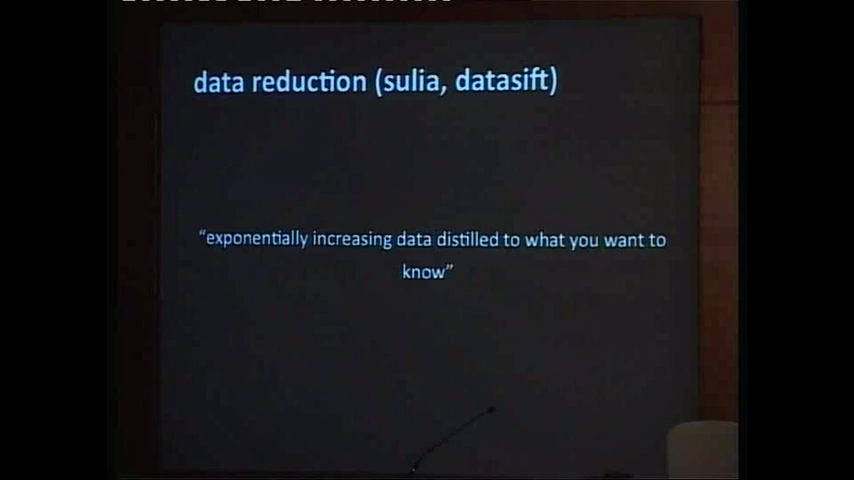 data reduction (sulia, datasift)
“exponentially increasing data distilled to what you want to
know”